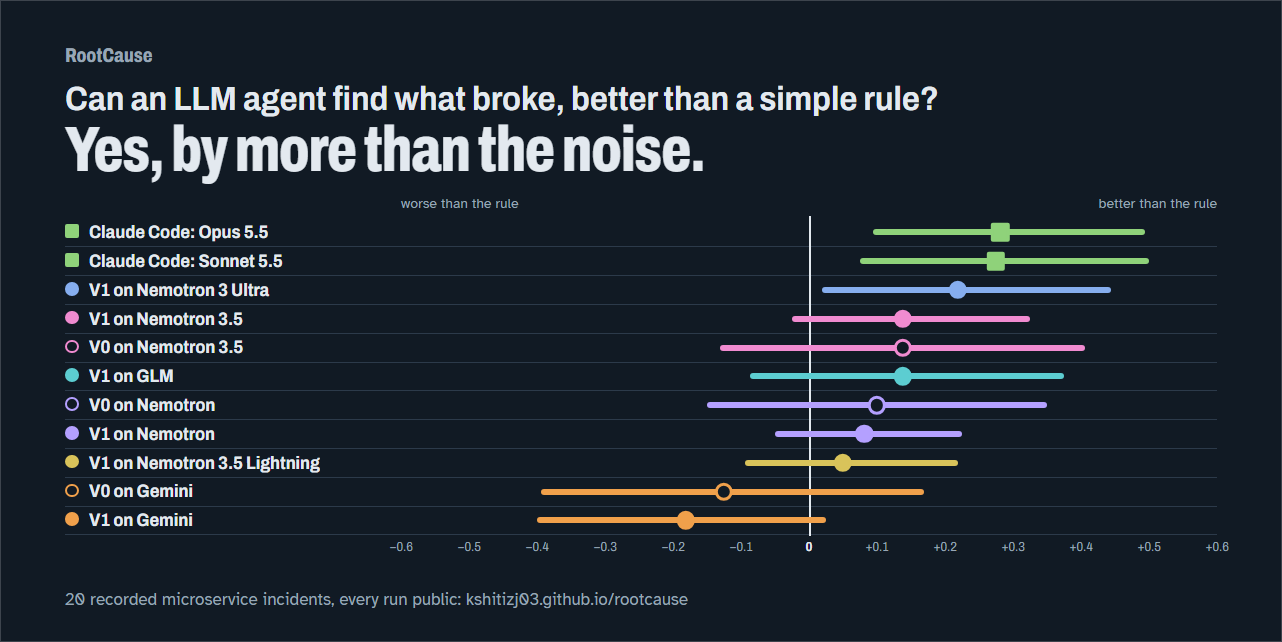 RootCause
Can an LLM agent find what broke, better than a simple rule?
Yes, by more than the noise.
worse than the rule
better than the rule
Claude Code: Opus 5.5
Claude Code: Sonnet 5.5
V1 on Nemotron 3 Ultra
V1 on Nemotron 3.5
V0 on Nemotron 3.5
V1 on GLM
V0 on Nemotron
V1 on Nemotron
V1 on Nemotron 3.5 Lightning
V0 on Gemini
V1 on Gemini
−0.6 −0.5 −0.4 −0.3 −0.2 −0.1 0 +0.1 +0.2 +0.3 +0.4 +0.5 +0.6
20 recorded microservice incidents, every run public: kshitizj03.github.io/rootcause